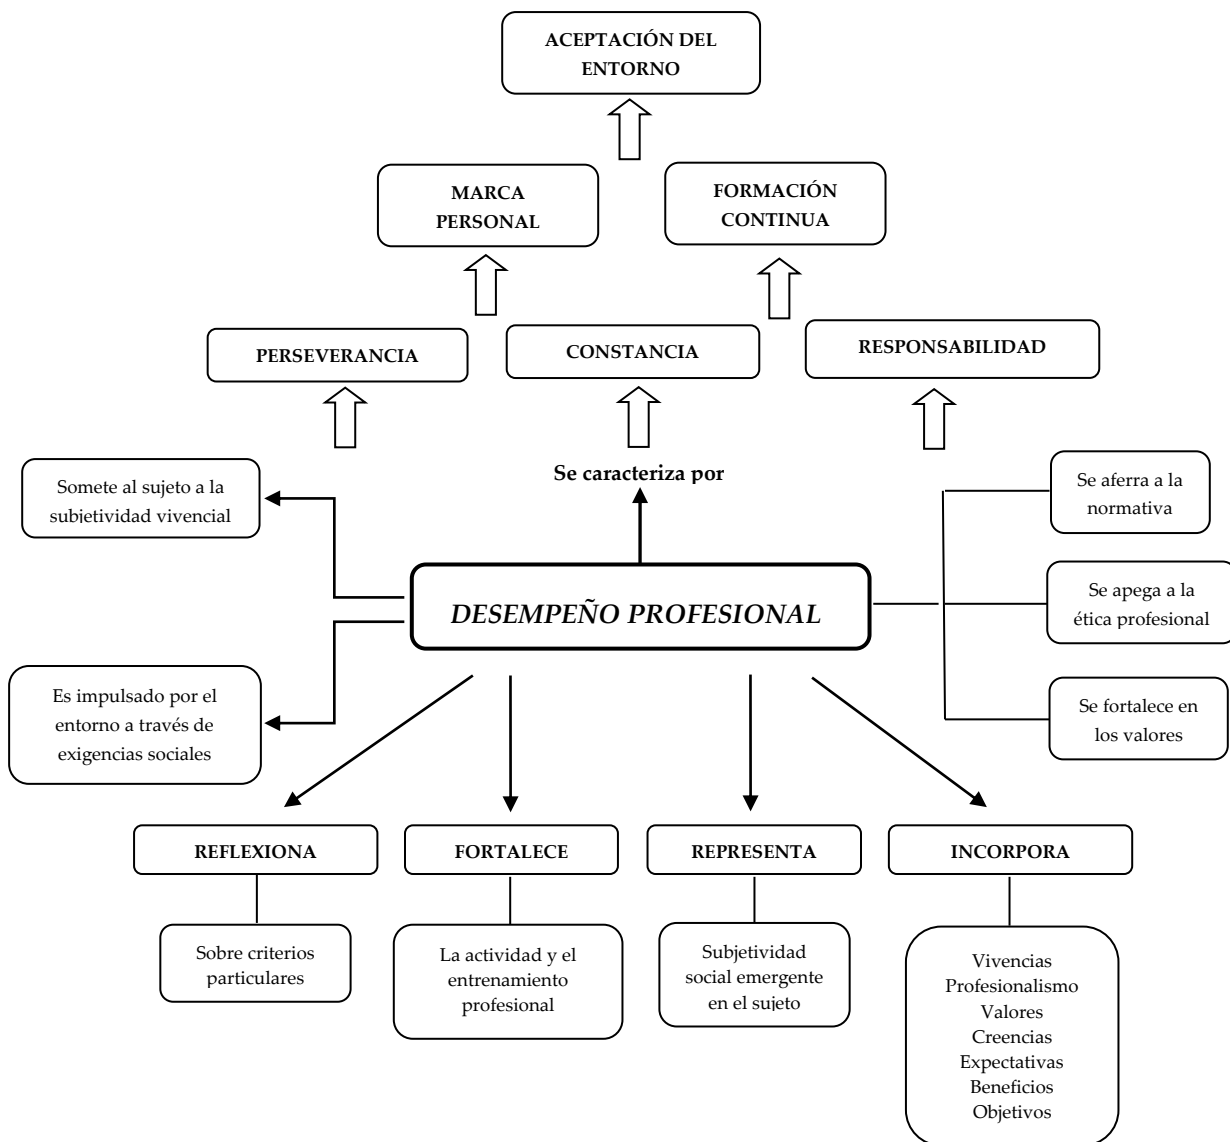 ACEPTACIÓN DEL
ENTORNO
MARCA
PERSONAL
FORMACIÓN
CONTINUA
PERSEVERANCIA
CONSTANCIA
RESPONSABILIDAD
Se caracteriza por
Somete al sujeto a la
subjetividad vivencial
Se aferra a la
normativa
DESEMPEÑO PROFESIONAL
Se apega a la
ética profesional
Es impulsado por el
entorno a través de
exigencias sociales
Se fortalece en
los valores
REFLEXIONA
FORTALECE
REPRESENTA
INCORPORA
Sobre criterios
particulares
La actividad y el
entrenamiento
profesional
Subjetividad
social emergente
en el sujeto
Vivencias
Profesionalismo
Valores
Creencias
Expectativas
Beneficios
Objetivos